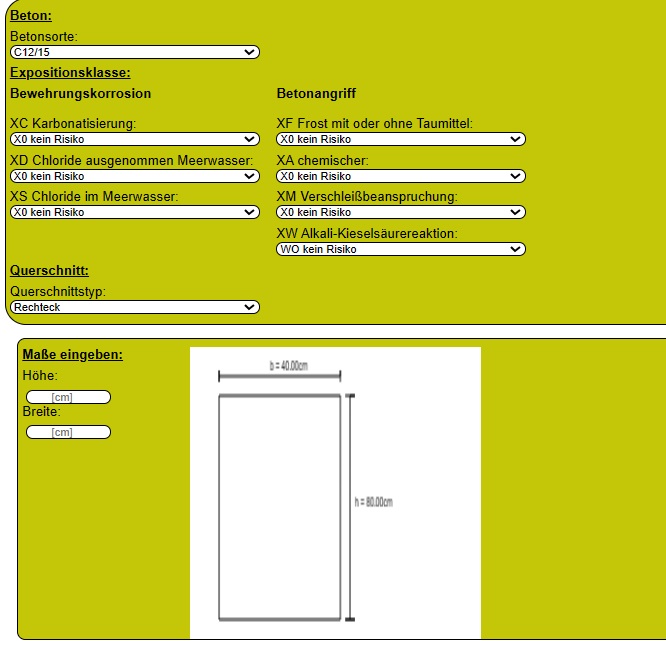 Beton:
Betonsorte:
C12/15
Expositionsklasse:
Bewehrungskorrosion
Betonangriff
XC Karbonatisierung:
XF Frost mit oder ohne Taumittel:
X0 kein Risiko
X0 kein Risiko
XD Chloride ausgenommen Meerwasser:
XA chemischer:
X0 kein Risiko
X0 kein Risiko
XS Chloride im Meerwasser:
XM Verschleißbeanspruchung:
X0 kein Risiko
X0 kein Risiko
XW Alkali-Kieselsäurereaktion:
WO kein Risiko
Querschnitt:
Querschnittstyp:
Rechteck
Maße eingeben:
Höhe:
[cm]
Breite:
[cm]
b = 40.00cm
h = 80.00cm